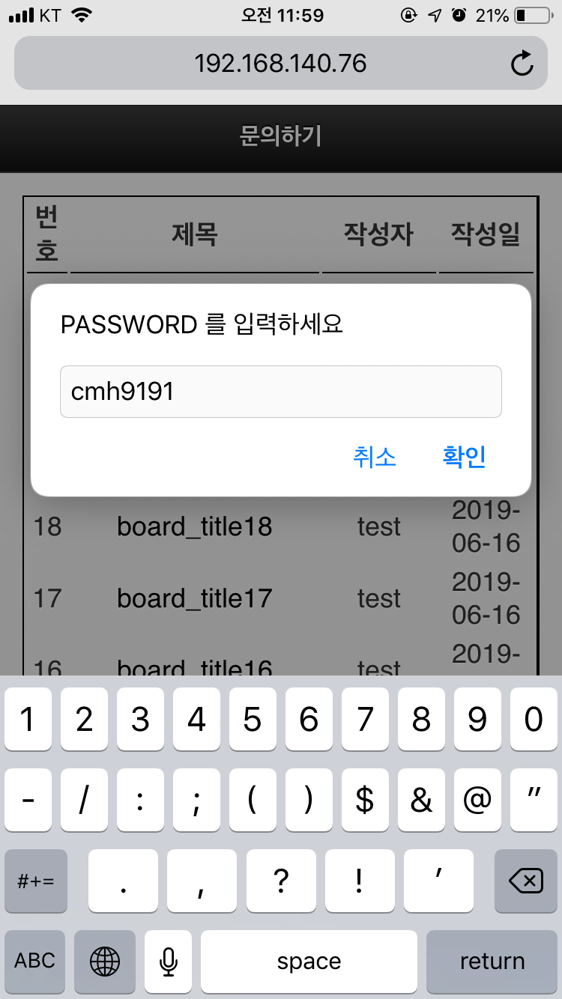 KT 오전 11:59 21%
192.168.140.76
문의하기
번호 제목 작성자 작성일
PASSWORD 를 입력하세요
cmh9191
취소 확인
18 board_title18 test 2019-06-16
17 board_title17 test 2019-06-16
16 board_title16 test 2019-
1 2 3 4 5 6 7 8 9 0
- / : ; ( ) $ & @ "
#+= . , ? ! '
ABC space return